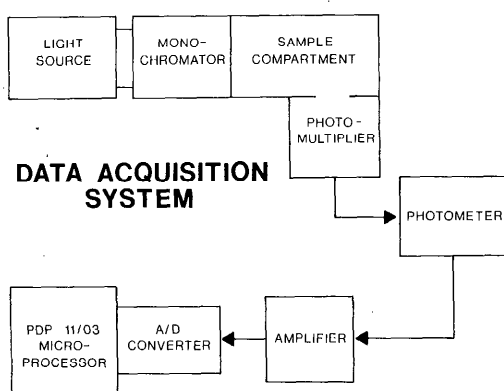 LIGHT
SOURCE
MONO-
CHROMATOR
SAMPLE
COMPARTMENT
PHOTO-
MULTIPLIER
DATA ACQUISITION
SYSTEM
PHOTOMETER
PDP 11/03
MICRO-
PROCESSOR
A/D
CONVERTER
AMPLIFIER